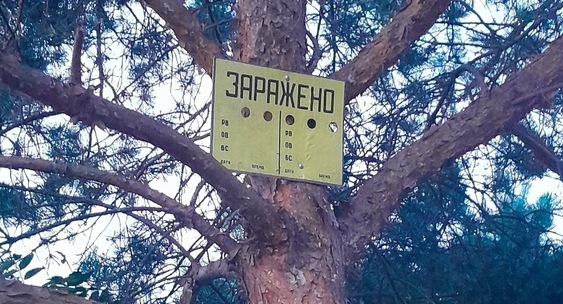 ЗАРАЖЕНО
РВ РВ
ОВ ОВ
БС БС
ДАТА ВРЕМЯ ДАТА ВРЕМЯ